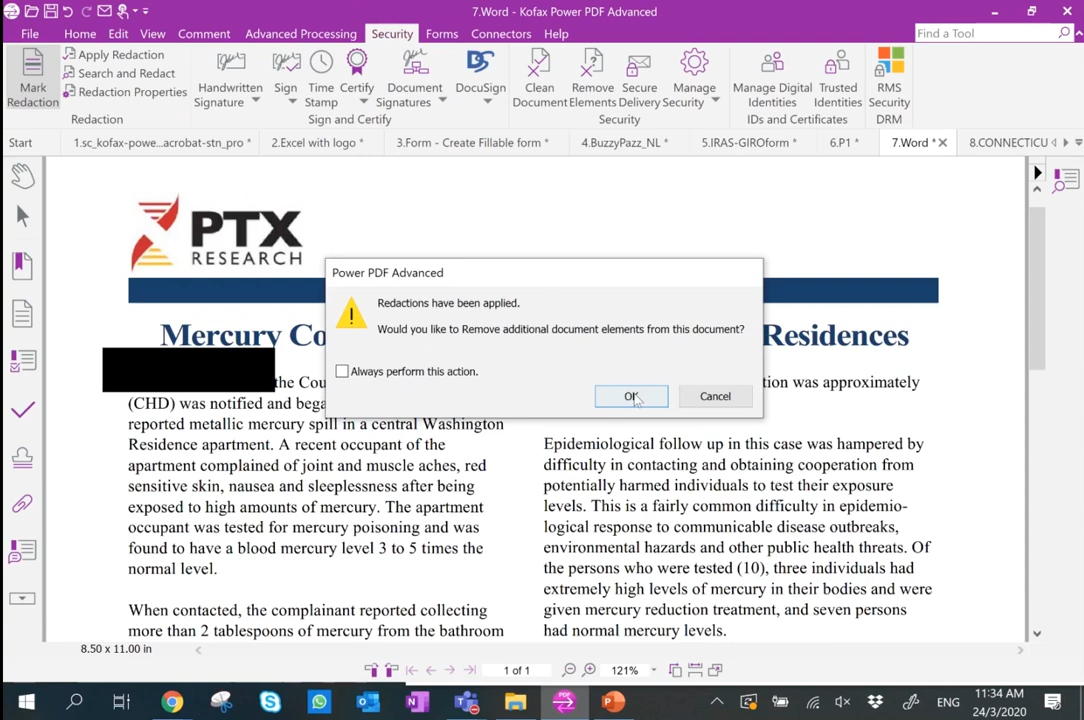 7.Word - Kofax Power PDF Advanced
File Home Edit View Comment Advanced Processing Security Forms Connectors Help Find a Tool
Mark Redaction
Apply Redaction
Search and Redact
Redaction Properties
Handwritten Signature
Sign
Time Stamp
Certify
Document Signatures
DocuSign
Clean Document
Remove Elements
Secure Delivery
Manage Security
Manage Digital Identities
Trusted Identities
RMS Security
Redaction Sign and Certify Security IDs and Certificates DRM
Start 1.sc_kofax-powe...acrobat-stn_pro * 2.Excel with logo * 3.Form - Create Fillable form * 4.BuzzyPazz_NL * 5.IRAS-GIROform * 6.P1 * 7.Word * 8.CONNECTICU
PTX
RESEARCH
Mercury Co
Residences
Power PDF Advanced
Redactions have been applied.
Would you like to Remove additional document elements from this document?
Always perform this action.
OK Cancel
the Cou
(CHD) was notified and bega
reported metallic mercury spill in a central Washington
Residence apartment. A recent occupant of the
apartment complained of joint and muscle aches, red
sensitive skin, nausea and sleeplessness after being
exposed to high amounts of mercury. The apartment
occupant was tested for mercury poisoning and was
found to have a blood mercury level 3 to 5 times the
normal level.
When contacted, the complainant reported collecting
more than 2 tablespoons of mercury from the bathroom
tion was approximately
Epidemiological follow up in this case was hampered by
difficulty in contacting and obtaining cooperation from
potentially harmed individuals to test their exposure
levels. This is a fairly common difficulty in epidemio-
logical response to communicable disease outbreaks,
environmental hazards and other public health threats. Of
the persons who were tested (10), three individuals had
extremely high levels of mercury in their bodies and were
given mercury reduction treatment, and seven persons
had normal mercury levels.
8.50 x 11.00 in
1 of 1 121%
ENG
11:34 AM
24/3/2020